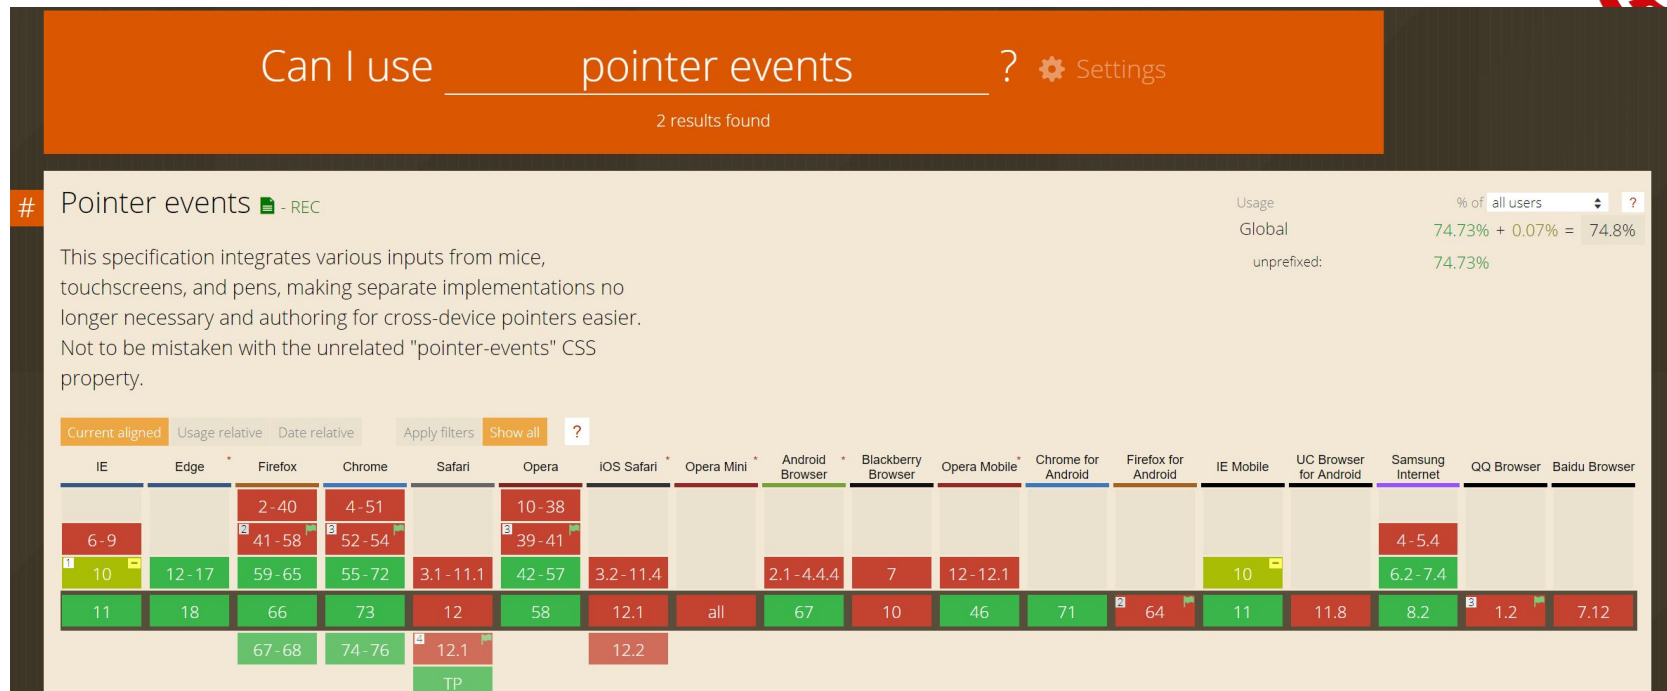 Can I use pointer events ? Settings
2 results found
#
Pointer events - REC
Usage % of all users ?
Global 74.73% + 0.07% = 74.8%
unprefixed: 74.73%
This specification integrates various inputs from mice,
touchscreens, and pens, making separate implementations no
longer necessary and authoring for cross-device pointers easier.
Not to be mistaken with the unrelated "pointer-events" CSS
property.
Current aligned Usage relative Date relative Apply filters Show all ?
IE Edge * Firefox Chrome Safari Opera iOS Safari * Opera Mini * Android Browser * Blackberry Browser Opera Mobile * Chrome for Android Firefox for Android IE Mobile UC Browser for Android Samsung Internet QQ Browser Baidu Browser
2-40 4-51 10-38
6-9 2 41-58 3 52-54 3 39-41 4-5.4
1 10 12-17 59-65 55-72 3.1-11.1 42-57 3.2-11.4 2.1-4.4.4 7 12-12.1 10 6.2-7.4
11 18 66 73 12 58 12.1 all 67 10 46 71 2 64 11 11.8 8.2 3 1.2 7.12
67-68 74-76 4 12.1 12.2
TP